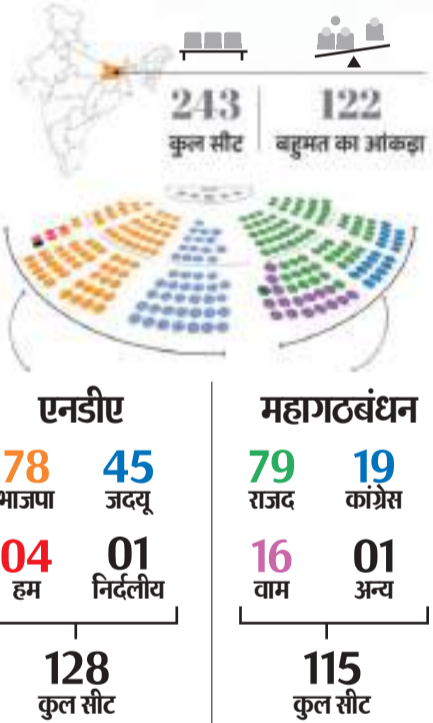 243 122
कुल सीट बहुमत का आंकड़ा
एनडीए महागठबंधन
78 45 79 19
भाजपा जदयू राजद कांग्रेस
04 01 16 01
हम निर्दलीय वाम अन्य
128 115
कुल सीट कुल सीट